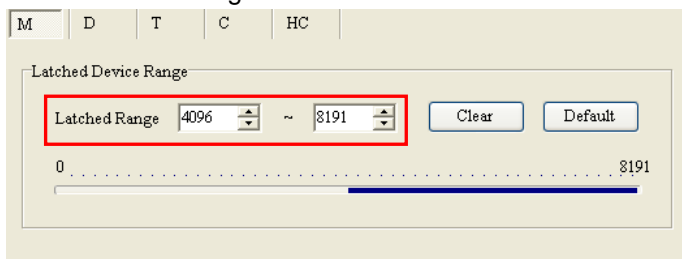 M D T C HC
Latched Device Range
Latched Range 4096 ~ 8191 Clear Default
0 8191